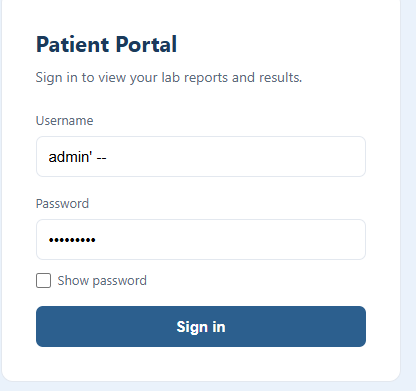 Patient Portal
Sign in to view your lab reports and results.
Username
admin' --
Password
•••••••••
Show password
Sign in